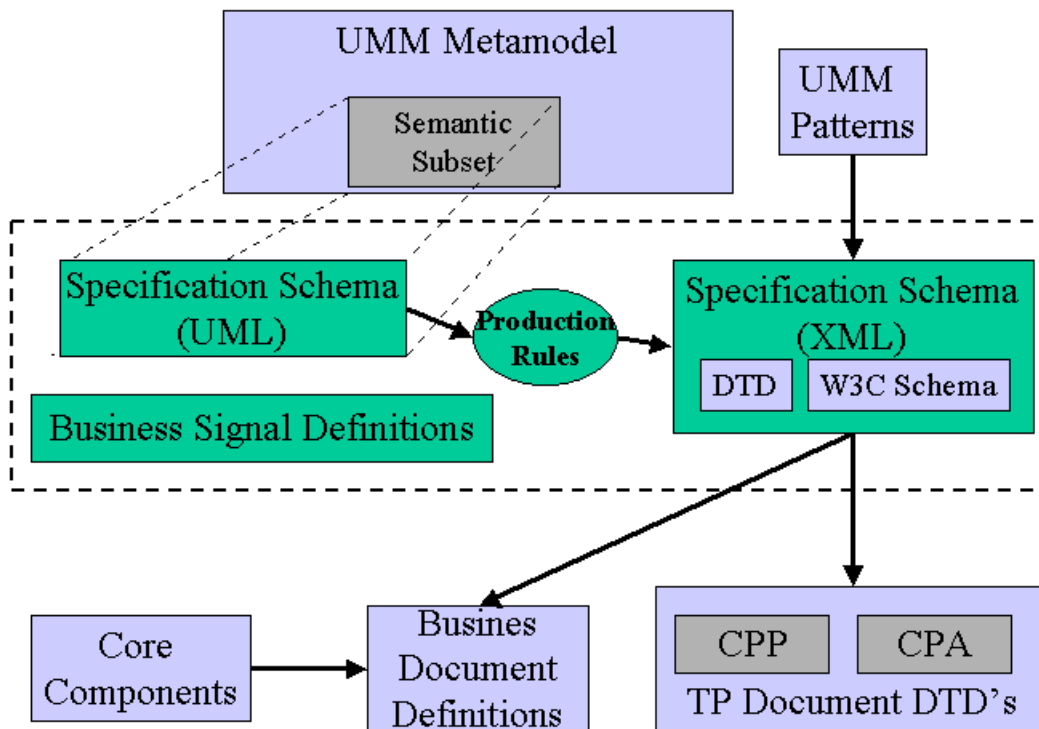 UMM Metamodel
Semantic
Subset
UMM
Patterns
Specification Schema
(UML)
Production
Rules
Specification Schema
(XML)
DTD
W3C Schema
Business Signal Definitions
Core
Components
Busines
Document
Definitions
CPP
CPA
TP Document DTD's